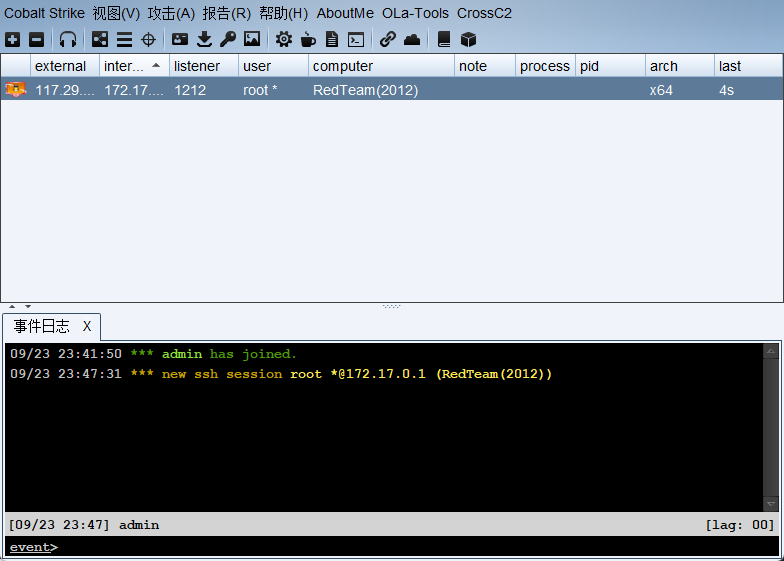 Cobalt Strike 视图(V) 攻击(A) 报告(R) 帮助(H) AboutMe OLa-Tools CrossC2
external inter... listener user computer note process pid arch last
117.29.... 172.17.... 1212 root * RedTeam(2012) x64 4s
事件日志 X
09/23 23:41:50 *** admin has joined.
09/23 23:47:31 *** new ssh session root *@172.17.0.1 (RedTeam(2012))
[09/23 23:47] admin [lag: 00]
event>